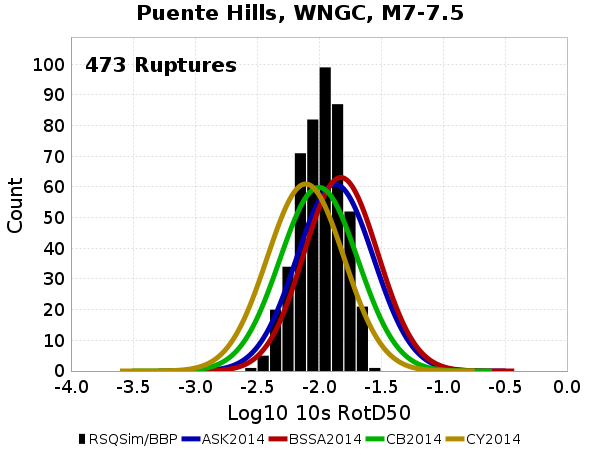 Puente Hills, WNGC, M7-7.5
473 Ruptures
Count
100
90
80
70
60
50
40
30
20
10
0
-4.0 -3.5 -3.0 -2.5 -2.0 -1.5 -1.0 -0.5 0.0
Log10 10s RotD50
RSQSim/BBP ASK2014 BSSA2014 CB2014 CY2014